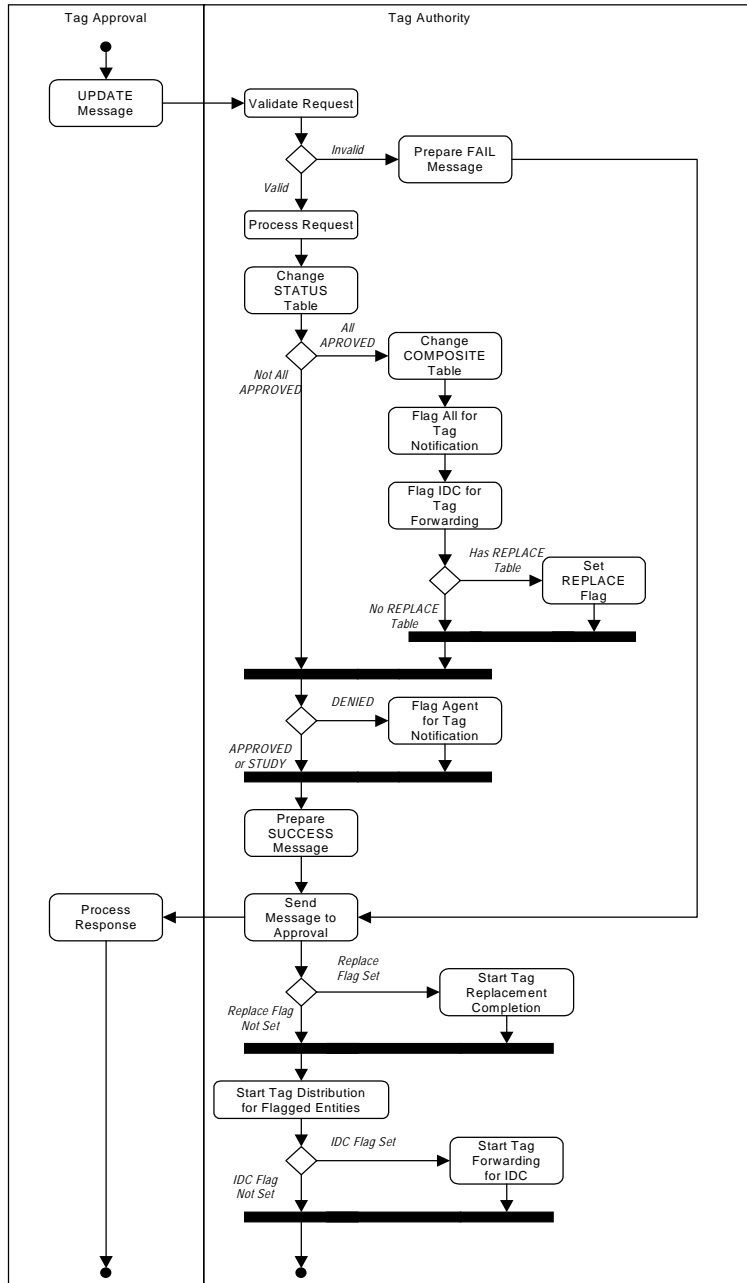 Tag Approval
Tag Authority
UPDATE
Message
Validate Request
Invalid
Prepare FAIL
Message
Valid
Process Request
Change
STATUS
Table
All
APROVED
Change
COMPOSITE
Table
Not All
APPROVED
Flag All for
Tag
Notification
Flag IDC for
Tag
Forwarding
Has REPLACE
Table
Set
REPLACE
Flag
No REPLACE
Table
DENIED
Flag Agent
for Tag
Notification
APPROVED
or STUDY
Prepare
SUCCESS
Message
Process
Response
Send
Message to
Approval
Replace
Flag Set
Start Tag
Replacement
Completion
Replace Flag
Not Set
Start Tag Distribution
for Flagged Entities
IDC Flag Set
Start Tag
Forwarding
for IDC
IDC Flag
Not Set